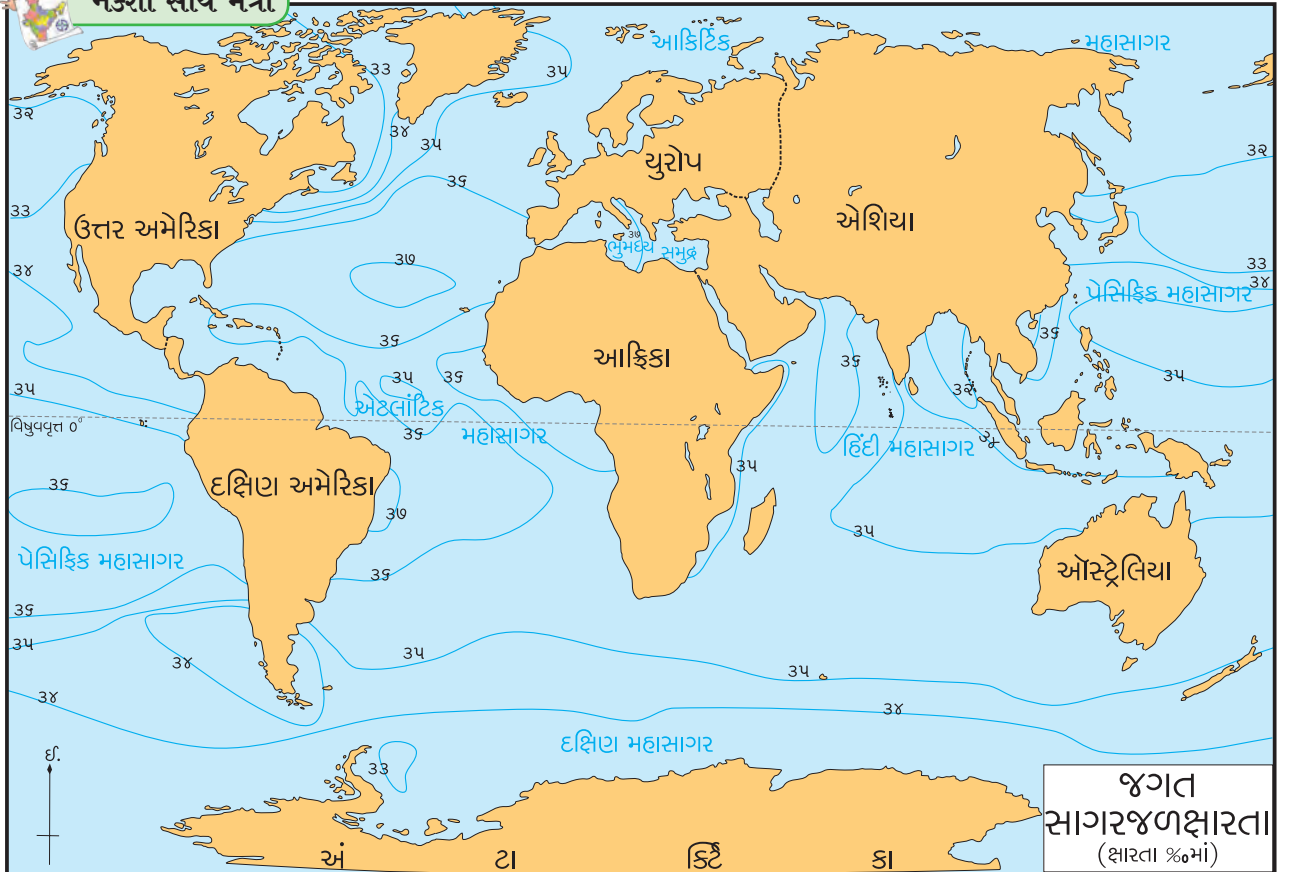 નકાશા સાથે મૈત્રી
આર્કિટિક
મહાસાગર
૩૩
૩૫
૩૨
૩૪
૩૫
૩૨
યુરોપ
૩૬
૩૩
ઉત્તર અમેરિકા
એશિયા
૩૭
ભુમધ્ય સમુદ્ર
૩૭
૩૩
૩૪
૩૪
પેસિફિક મહાસાગર
૩૬
૩૬
૩૬
આફ્રિકા
૩૫
૩૬
૩૫
૩૫
૩૨
એટલાંટિક
વિષુવવૃત્ત 0°
૩૬
મહાસાગર
હિંદી મહાસાગર
૩૪
૩૫
૩૬
દક્ષિણ અમેરિકા
૩૭
૩૫
પેસિફિક મહાસાગર
૩૬
ઑસ્ટ્રેલિયા
૩૬
૩૫
૩૪
૩૫
૩૫
૩૪
૩૪
દક્ષિણ મહાસાગર
ઈ.
૩૩
જગત
સાગરજળક્ષારતા
(ક્ષારતા ‰માં)
અં ટા ર્ક્ટિ કા